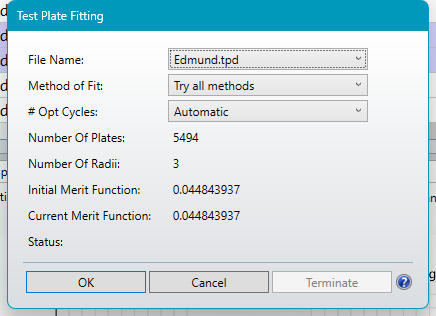 Test Plate Fitting
File Name: Edmund.tpd
Method of Fit: Try all methods
# Opt Cycles: Automatic
Number Of Plates: 5494
Number Of Radii: 3
Initial Merit Function: 0.044843937
Current Merit Function: 0.044843937
Status:
OK Cancel Terminate ?